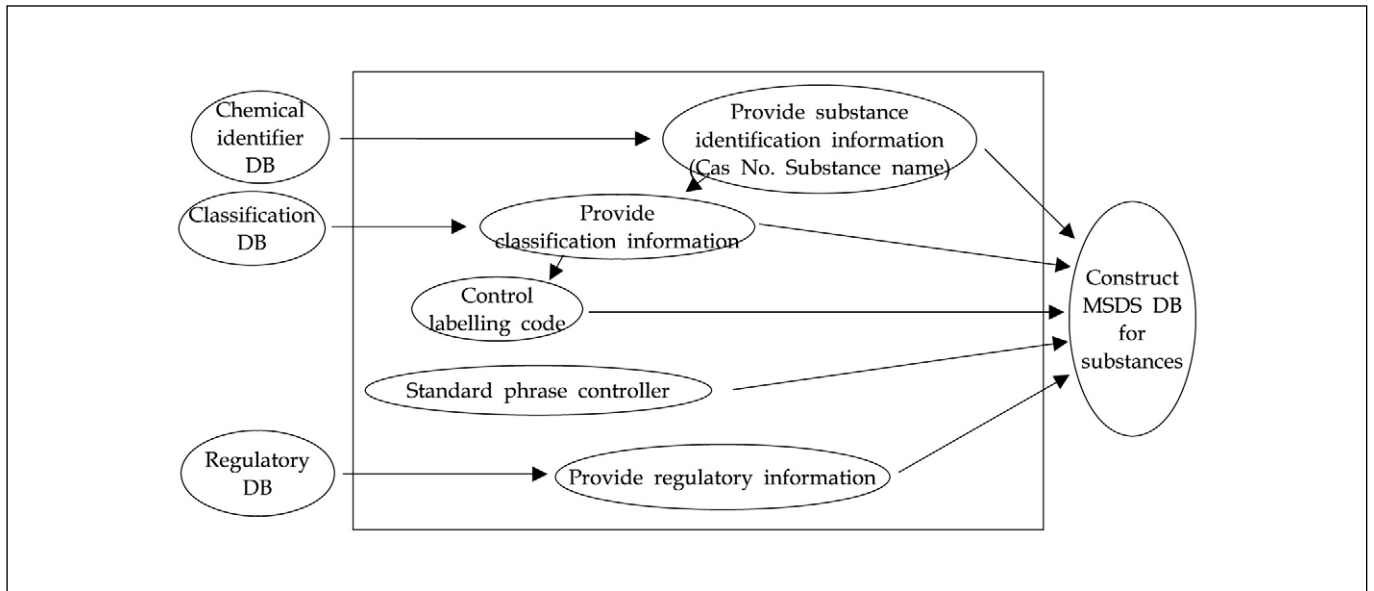 Chemical
identifier
DB
Provide substance
identification information
(Cas No. Substance name)
Classification
DB
Provide
classification information
Control
labelling code
Construct
MSDS DB
for
substances
Standard phrase controller
Regulatory
DB
Provide regulatory information